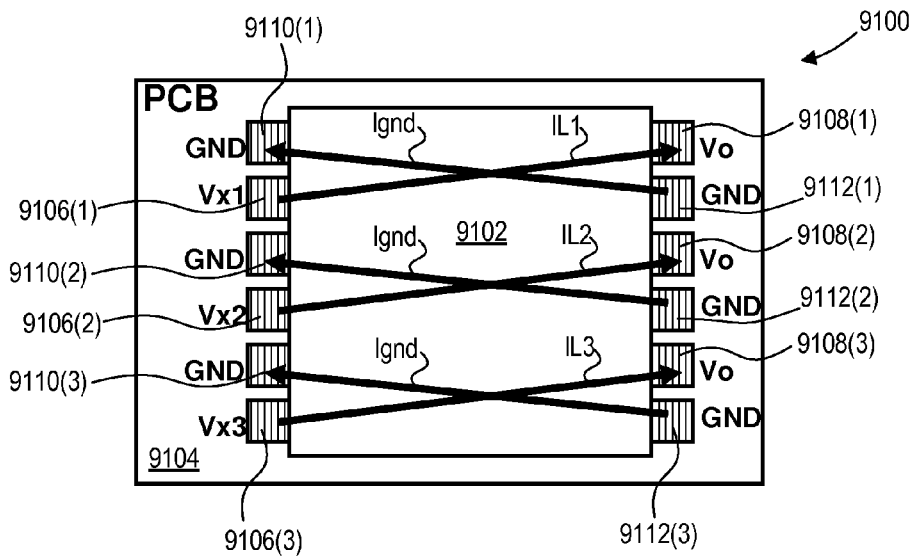 9110(1)
9100
PCB
Ignd
IL1
9108(1)
GND
Vo
9106(1)
Vx1
GND
9112(1)
9102
Ignd
IL2
9108(2)
9110(2)
GND
Vo
9106(2)
Vx2
GND
9112(2)
Ignd
IL3
9108(3)
9110(3)
GND
Vo
Vx3
GND
9104
9106(3)
9112(3)